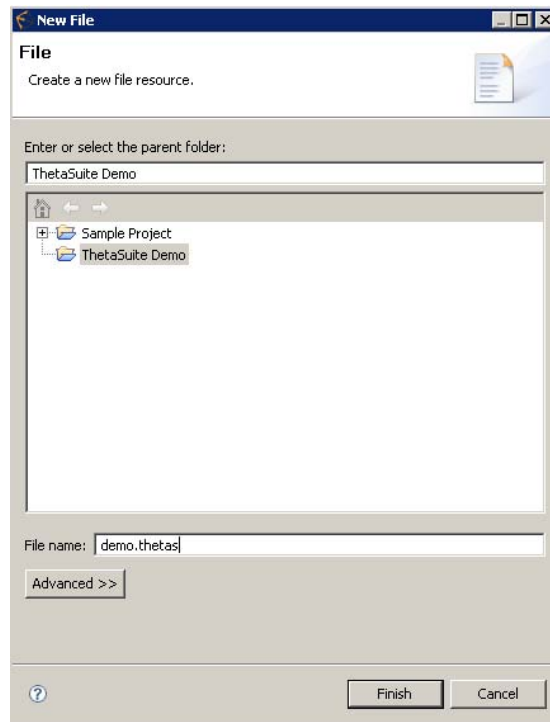 New File
File
Create a new file resource.
Enter or select the parent folder:
ThetaSuite Demo
Sample Project
ThetaSuite Demo
File name: demo.thetas
Advanced >>
Finish Cancel